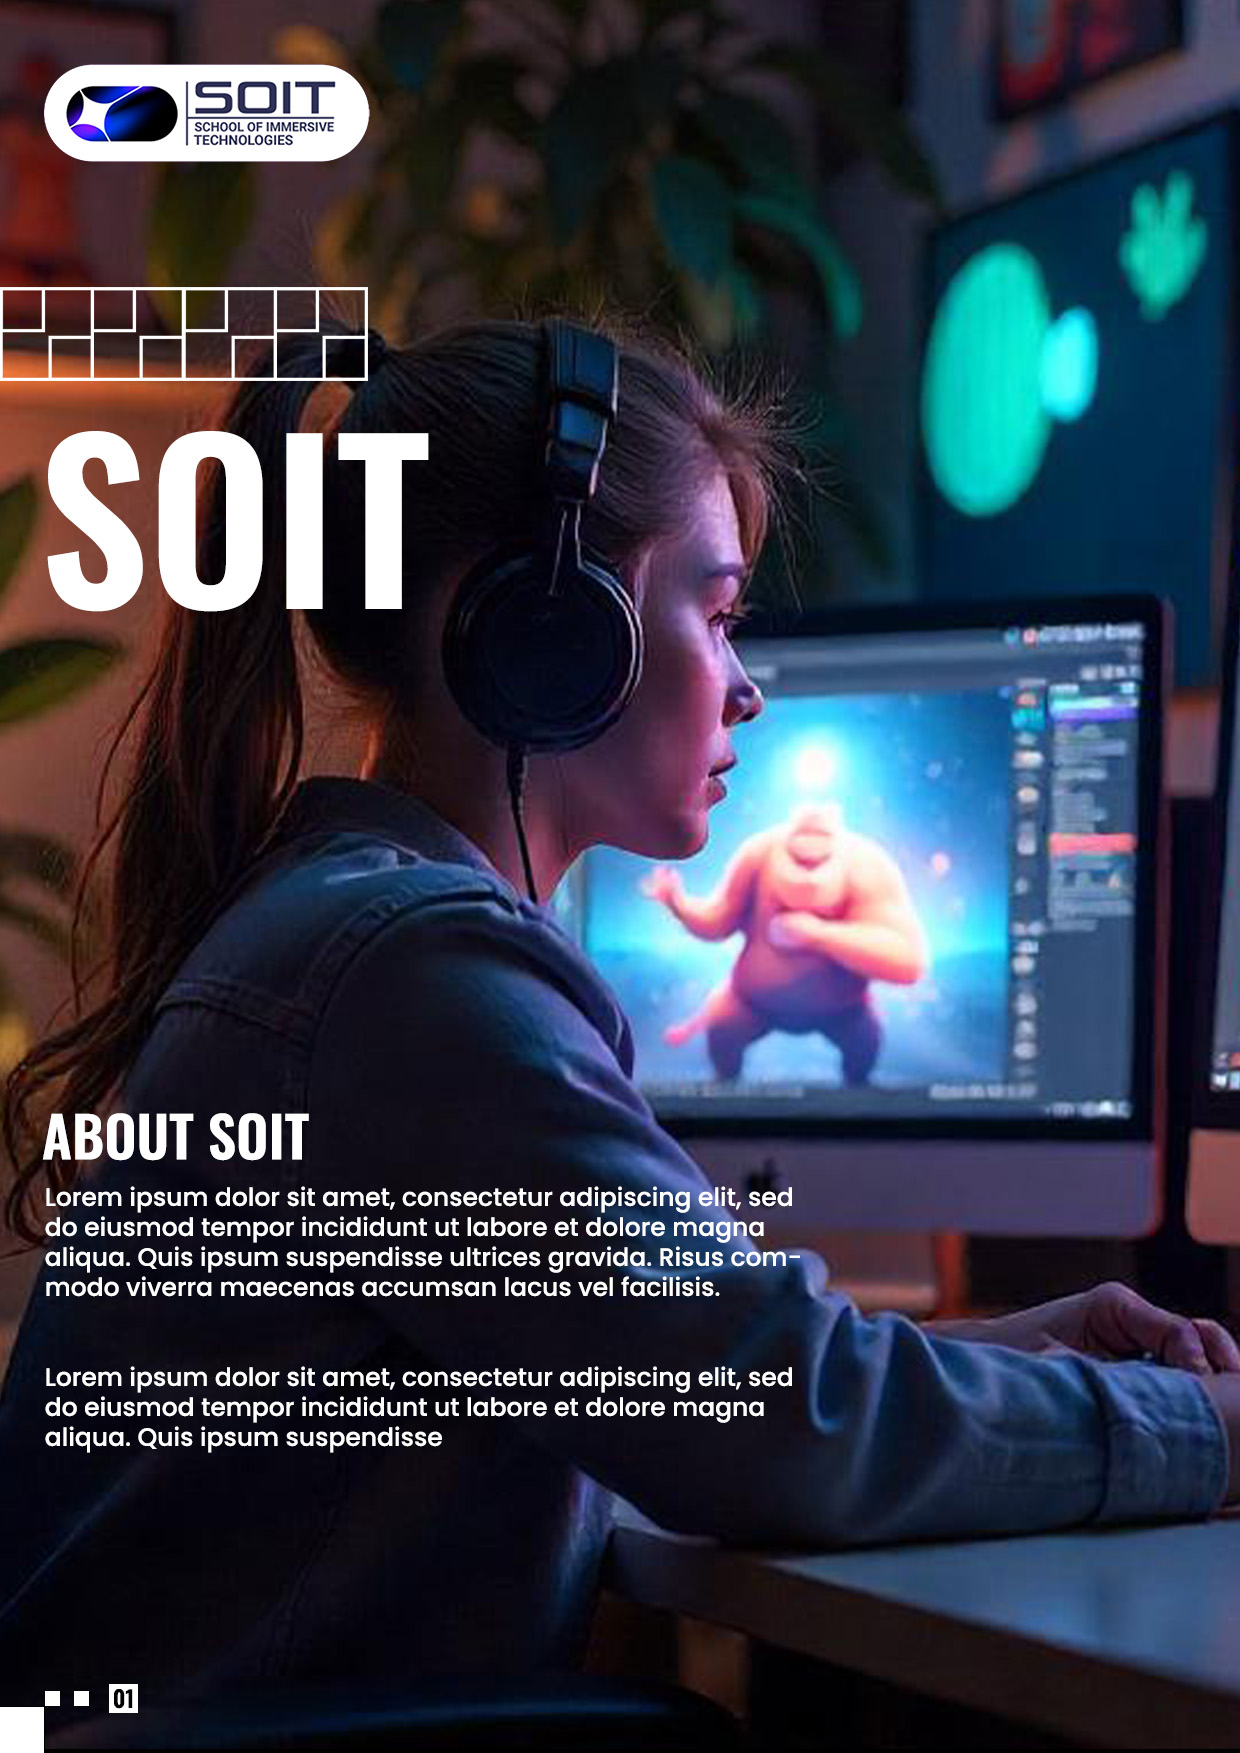 SOIT
SCHOOL OF IMMERSIVE
TECHNOLOGIES
SOIT
ABOUT SOIT
Lorem ipsum dolor sit amet, consectetur adipiscing elit, sed
do eiusmod tempor incididunt ut labore et dolore magna
aliqua. Quis ipsum suspendisse ultrices gravida. Risus com-
modo viverra maecenas accumsan lacus vel facilisis.
Lorem ipsum dolor sit amet, consectetur adipiscing elit, sed
do eiusmod tempor incididunt ut labore et dolore magna
aliqua. Quis ipsum suspendisse
01